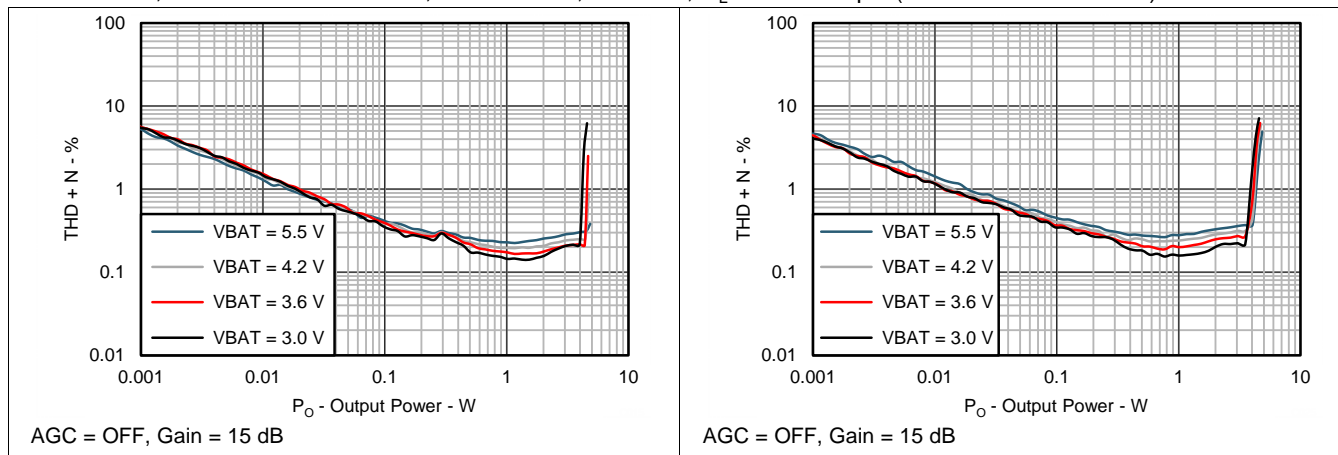 100
10
1
0.1
0.01
THD + N - %
VBAT = 5.5 V
VBAT = 4.2 V
VBAT = 3.6 V
VBAT = 3.0 V
0.001 0.01 0.1 1 10
PO - Output Power - W
AGC = OFF, Gain = 15 dB
100
10
1
0.1
0.01
THD + N - %
VBAT = 5.5 V
VBAT = 4.2 V
VBAT = 3.6 V
VBAT = 3.0 V
0.001 0.01 0.1 1 10
PO - Output Power - W
AGC = OFF, Gain = 15 dB